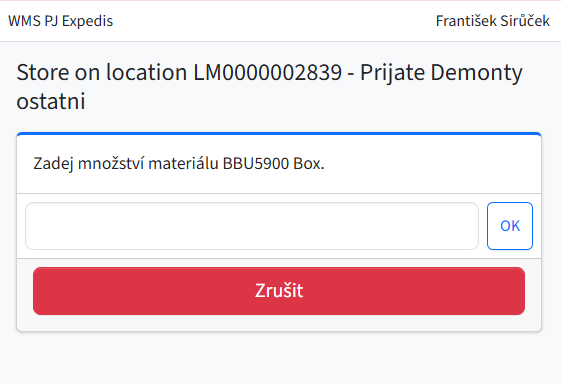 WMS PJ Expedis
František Sirůček
Store on location LM0000002839 - Prijate Demonty
ostatni
Zadej množství materiálu BBU5900 Box.
OK
Zrušit